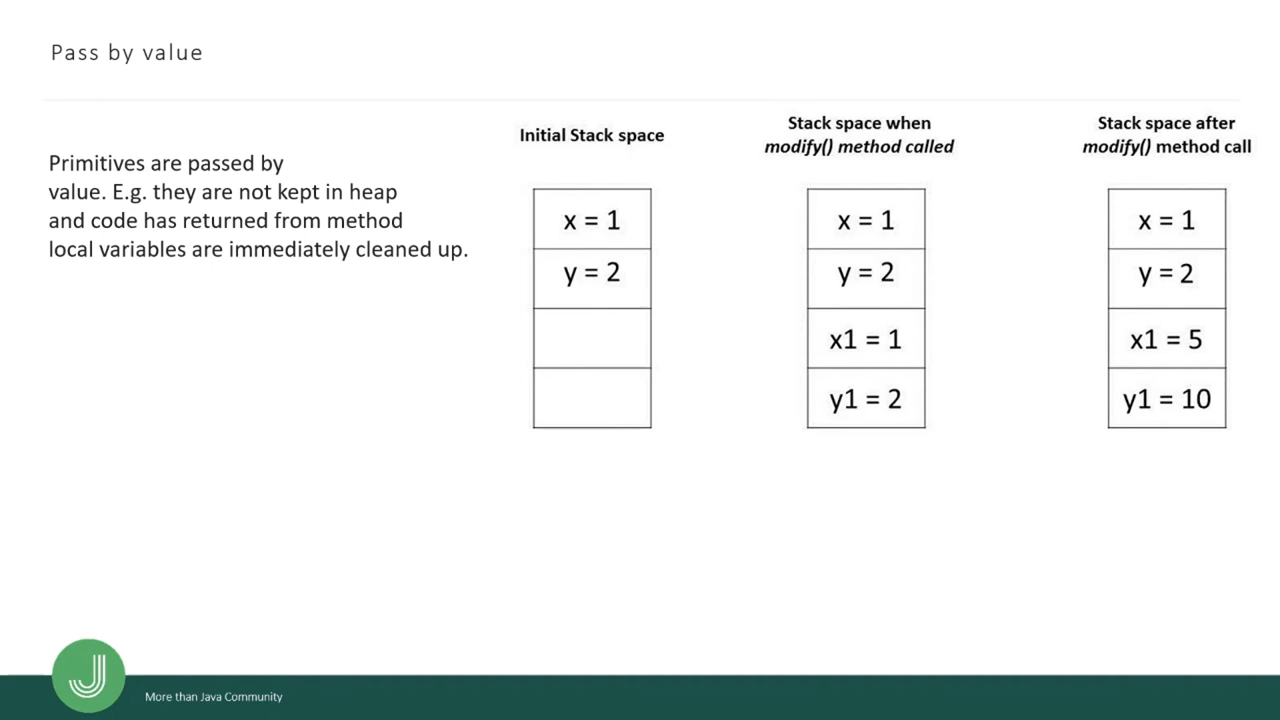 Pass by value
Primitives are passed by
value. E.g. they are not kept in heap
and code has returned from method
local variables are immediately cleaned up.
Initial Stack space
x = 1
y = 2
Stack space when
modify() method called
x = 1
y = 2
x1 = 1
y1 = 2
Stack space after
modify() method call
x = 1
y = 2
x1 = 5
y1 = 10
J
More than Java Community